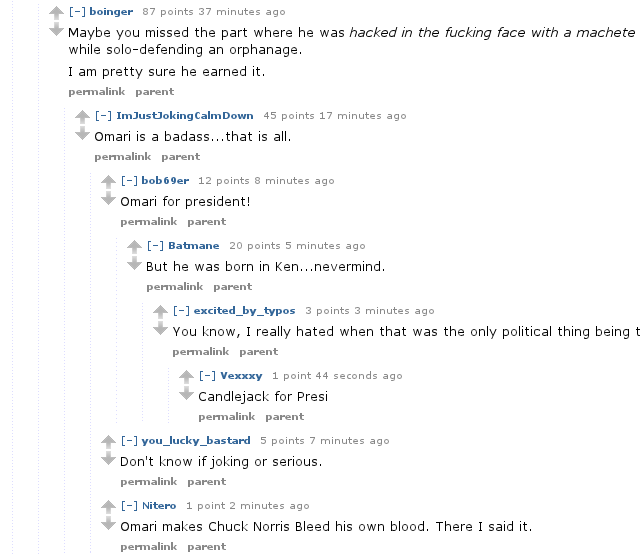 [-] boinger 87 points 37 minutes ago
Maybe you missed the part where he was hacked in the fucking face with a machete
while solo-defending an orphanage.
I am pretty sure he earned it.
permalink parent
[-] ImJustJokingCalmDown 45 points 17 minutes ago
Omari is a badass...that is all.
permalink parent
[-] bob69er 12 points 8 minutes ago
Omari for president!
permalink parent
[-] Batmane 20 points 5 minutes ago
But he was born in Ken...nevermind.
permalink parent
[-] excited_by_typos 3 points 3 minutes ago
You know, I really hated when that was the only political thing being t
permalink parent
[-] Vexxxy 1 point 44 seconds ago
Candlejack for Presi
permalink parent
[-] you_lucky_bastard 5 points 7 minutes ago
Don't know if joking or serious.
permalink parent
[-] Nitero 1 point 2 minutes ago
Omari makes Chuck Norris Bleed his own blood. There I said it.
permalink parent